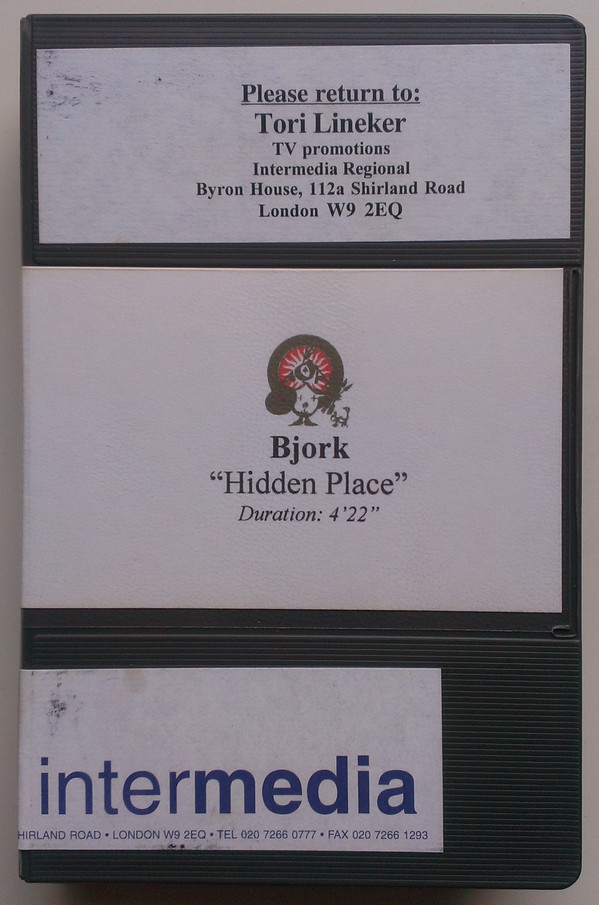 Please return to:
Tori Lineker
TV promotions
Intermedia Regional
Byron House, 112a Shirland Road
London W9 2EQ
Bjork
“Hidden Place”
Duration: 4’22”
intermedia
HIRLAND ROAD • LONDON W9 2EQ • TEL 020 7266 0777 • FAX 020 7266 1293